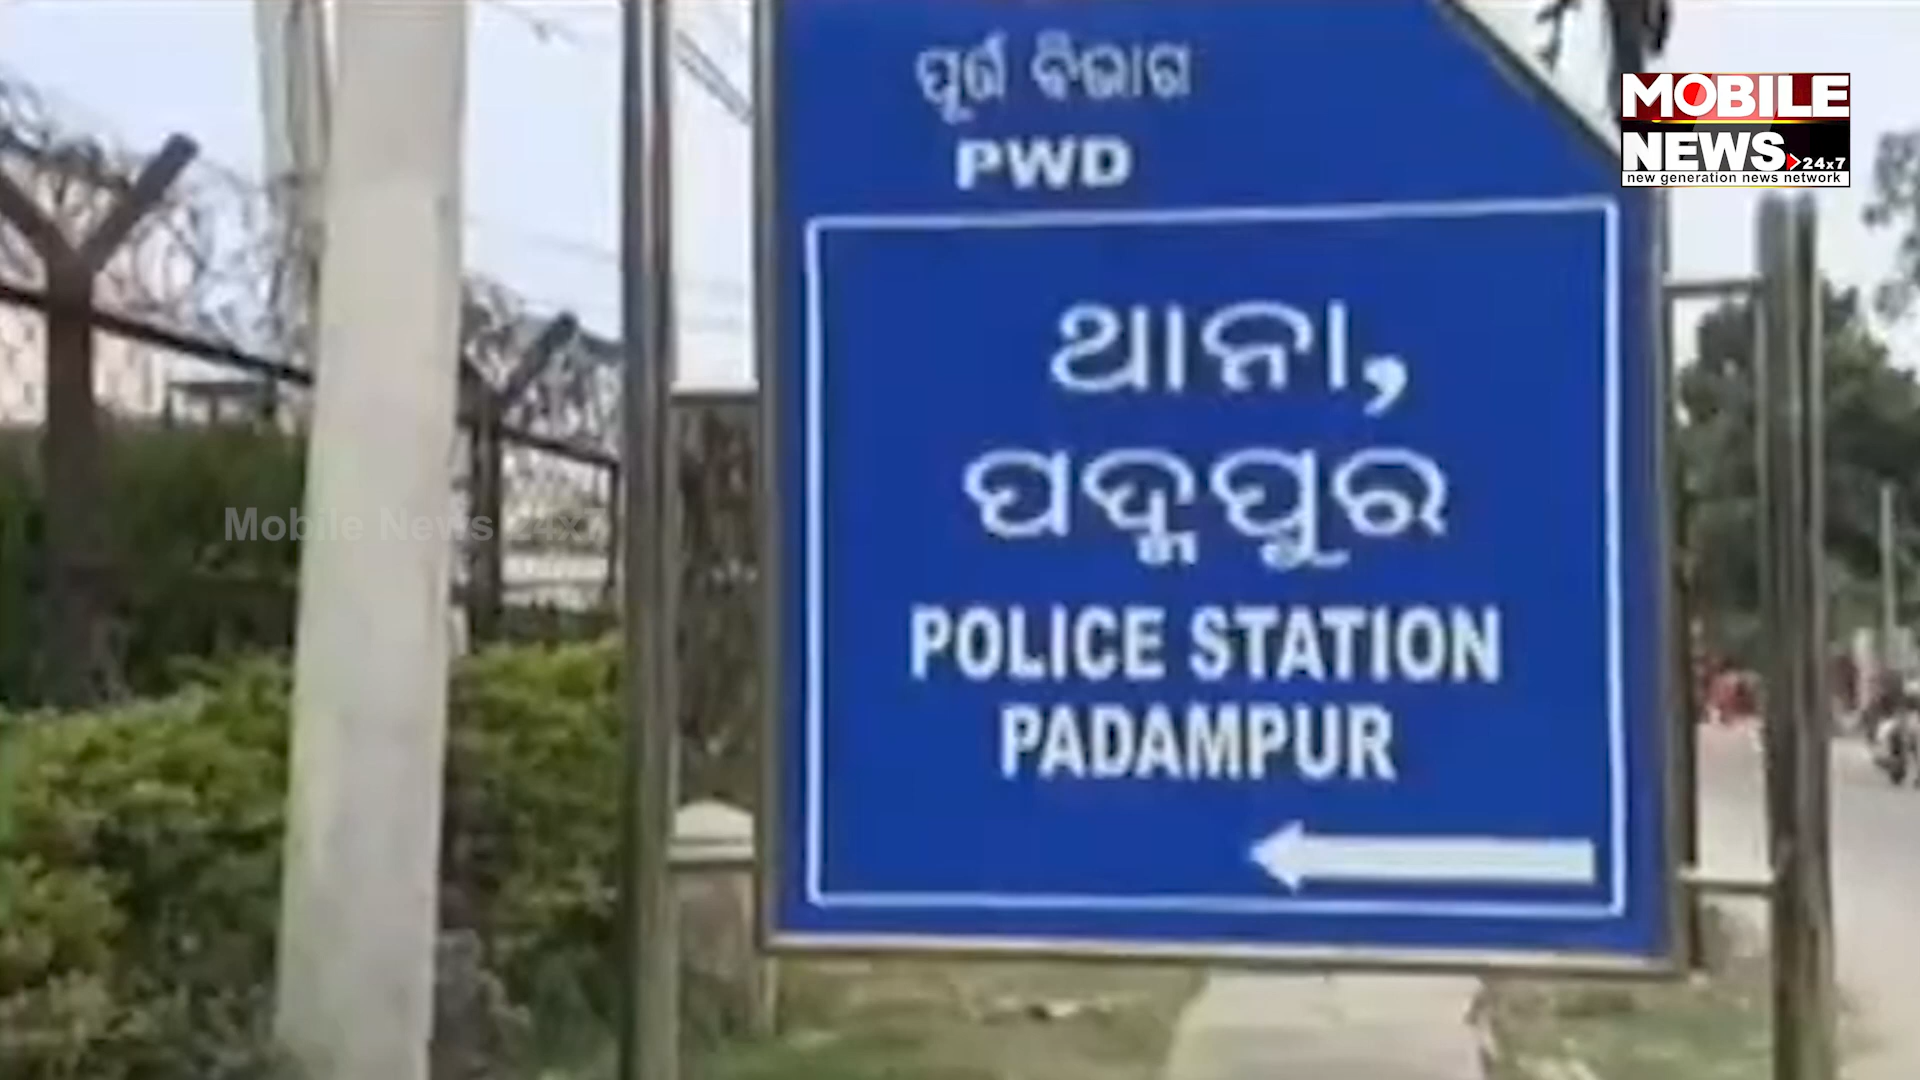 ପୂର୍ତ୍ତ ବିଭାଗ
PWD
ଥାନା,
ପଦ୍ମପୁର
POLICE STATION
PADAMPUR
MOBILE
NEWS 24x7
new generation news network
Mobile News 24x7